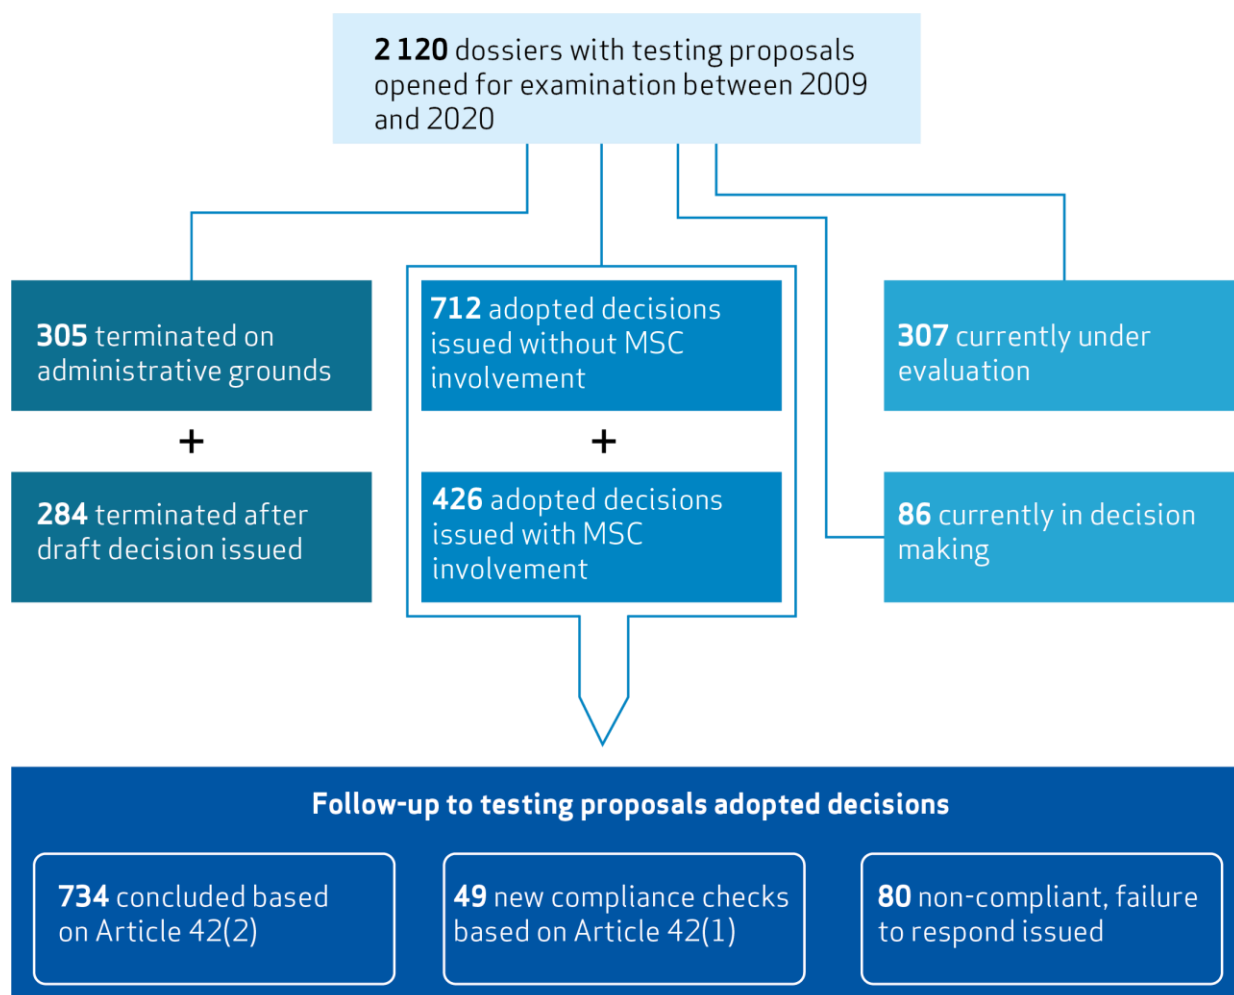 2 120 dossiers with testing proposals
opened for examination between 2009
and 2020
305 terminated on
administrative grounds
+
284 terminated after
draft decision issued
712 adopted decisions
issued without MSC
involvement
+
426 adopted decisions
issued with MSC
involvement
307 currently under
evaluation
86 currently in decision
making
Follow-up to testing proposals adopted decisions
734 concluded based
on Article 42(2)
49 new compliance checks
based on Article 42(1)
80 non-compliant, failure
to respond issued